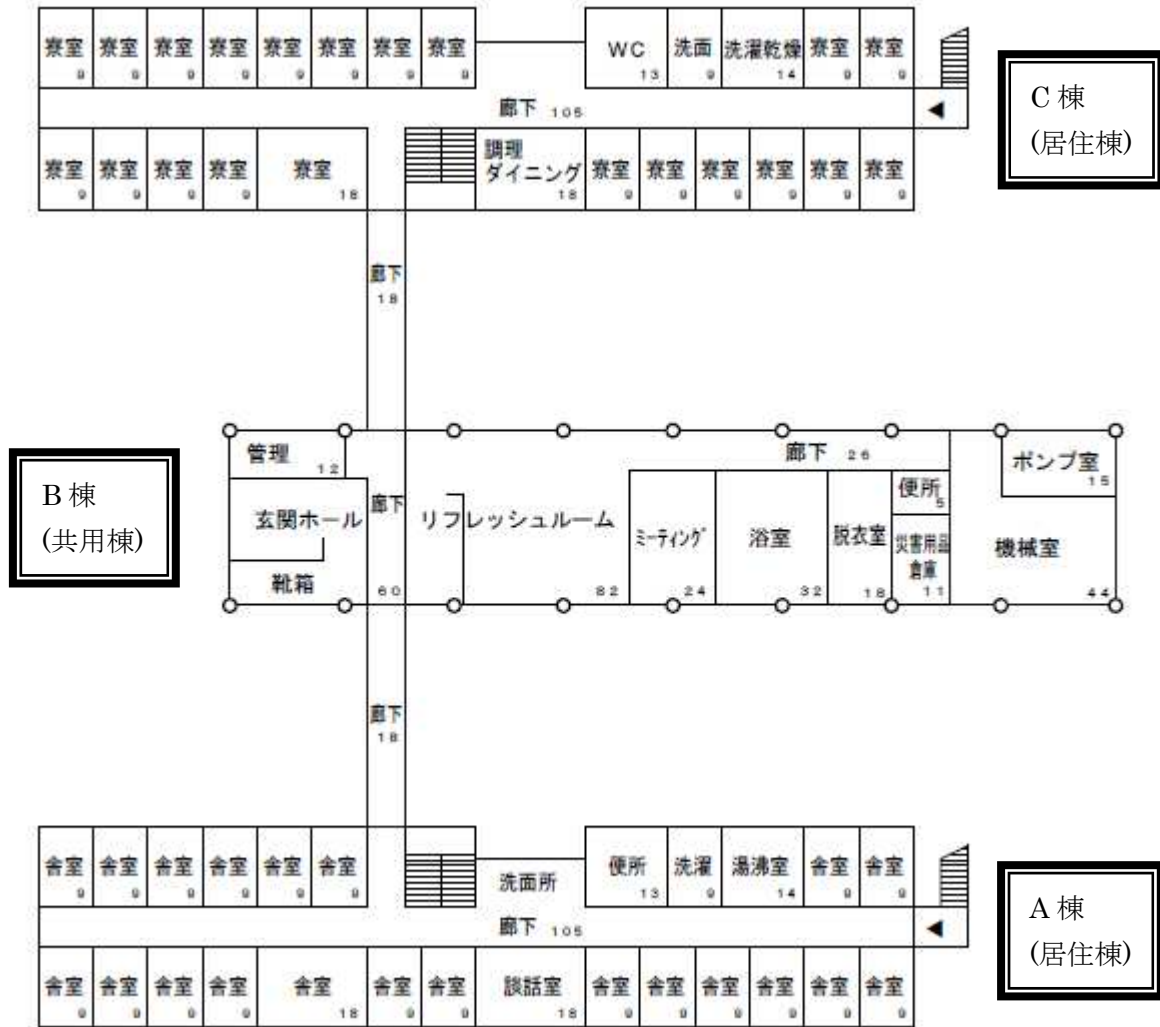 寮室 寮室 寮室 寮室 寮室 寮室 寮室 寮室 WC 洗面 洗濯乾燥 寮室 寮室
9 9 9 9 9 9 9 9 13 9 14 9 9
廊下 105
C棟
(居住棟)
寮室 寮室 寮室 寮室 寮室 調理
ダイニング 寮室 寮室 寮室 寮室 寮室 寮室
9 9 9 9 18 18 9 9 9 9 9 9
廊下
18
B棟
(共用棟)
管理 12
廊下 26
ポンプ室
15
玄関ホール
廊下
リフレッシュルーム
ミーティング
浴室
脱衣室
便所
5
災害用品
倉庫
機械室
靴箱
60 82 24 32 18 11 44
廊下
18
舎室 舎室 舎室 舎室 舎室 舎室 洗面所 便所 洗濯 湯沸室 舎室 舎室
9 9 9 9 9 9 13 9 14 9 9
廊下 105
A棟
(居住棟)
舎室 舎室 舎室 舎室 舎室 舎室 舎室 談話室 舎室 舎室 舎室 舎室 舎室 舎室
9 9 9 9 18 9 9 18 9 9 9 9 9 9